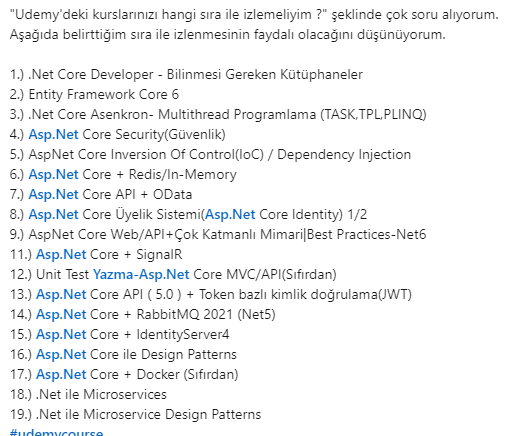 "Udemy'deki kurslarınızı hangi sıra ile izlemeliyim ?" şeklinde çok soru alıyorum.
Aşağıda belirttiğim sıra ile izlenmesinin faydalı olacağını düşünüyorum.
1.) .Net Core Developer - Bilinmesi Gereken Kütüphaneler
2.) Entity Framework Core 6
3.) .Net Core Asenkron- Multithread Programlama (TASK,TPL,PLINQ)
4.) Asp.Net Core Security(Güvenlik)
5.) AspNet Core Inversion Of Control(IoC) / Dependency Injection
6.) Asp.Net Core + Redis/In-Memory
7.) Asp.Net Core API + OData
8.) Asp.Net Core Üyelik Sistemi(Asp.Net Core Identity) 1/2
9.) AspNet Core Web/API+Çok Katmanlı Mimari|Best Practices-Net6
11.) Asp.Net Core + SignalR
12.) Unit Test Yazma-Asp.Net Core MVC/API(Sıfırdan)
13.) Asp.Net Core API ( 5.0 ) + Token bazlı kimlik doğrulama(JWT)
14.) Asp.Net Core + RabbitMQ 2021 (Net5)
15.) Asp.Net Core + IdentityServer4
16.) Asp.Net Core ile Design Patterns
17.) Asp.Net Core + Docker (Sıfırdan)
18.) .Net ile Microservices
19.) .Net ile Microservice Design Patterns
#udemycourse